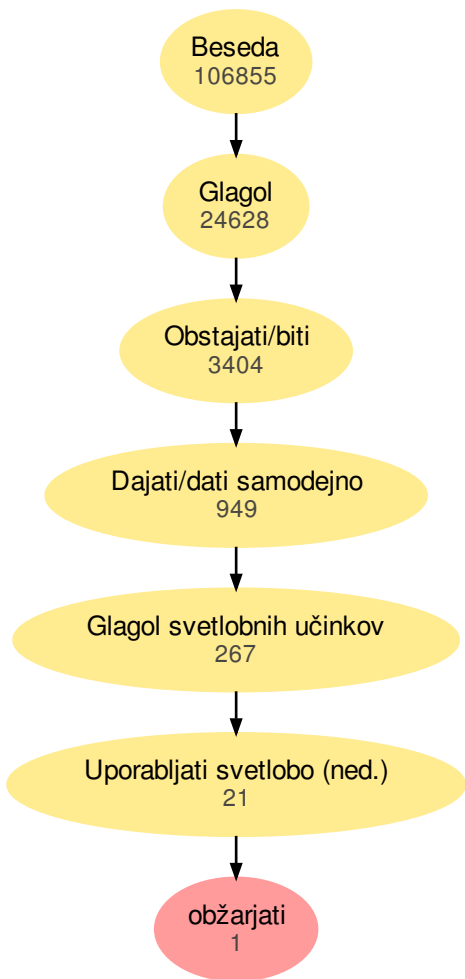 Beseda
106855
Glagol
24628
Obstajati/biti
3404
Dajati/dati samodejno
949
Glagol svetlobnih učinkov
267
Uporabljati svetlobo (ned.)
21
obžarjati
1